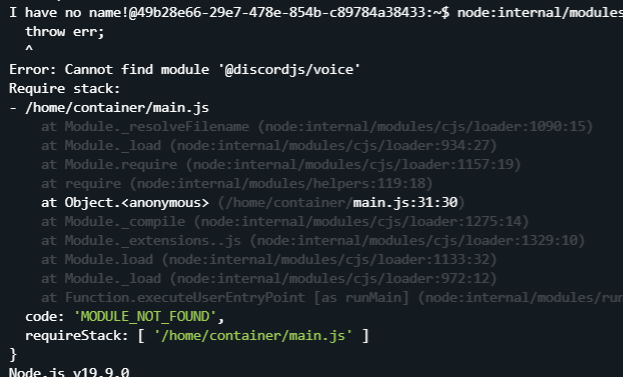 I have no name!@49b28e66-29e7-478e-854b-c89784a38433:~$ node:internal/modules
throw err;
^
Error: Cannot find module '@discordjs/voice'
Require stack:
- /home/container/main.js
at Module._resolveFilename (node:internal/modules/cjs/loader:1090:15)
at Module._load (node:internal/modules/cjs/loader:934:27)
at Module.require (node:internal/modules/cjs/loader:1157:19)
at require (node:internal/modules/helpers:119:18)
at Object.<anonymous> (/home/container/main.js:31:30)
at Module._compile (node:internal/modules/cjs/loader:1275:14)
at Module._extensions..js (node:internal/modules/cjs/loader:1329:10)
at Module.load (node:internal/modules/cjs/loader:1133:32)
at Module._load (node:internal/modules/cjs/loader:972:12)
at Function.executeUserEntryPoint [as runMain] (node:internal/modules/run
code: 'MODULE_NOT_FOUND',
requireStack: [ '/home/container/main.js' ]
}
Node.js v19.9.0